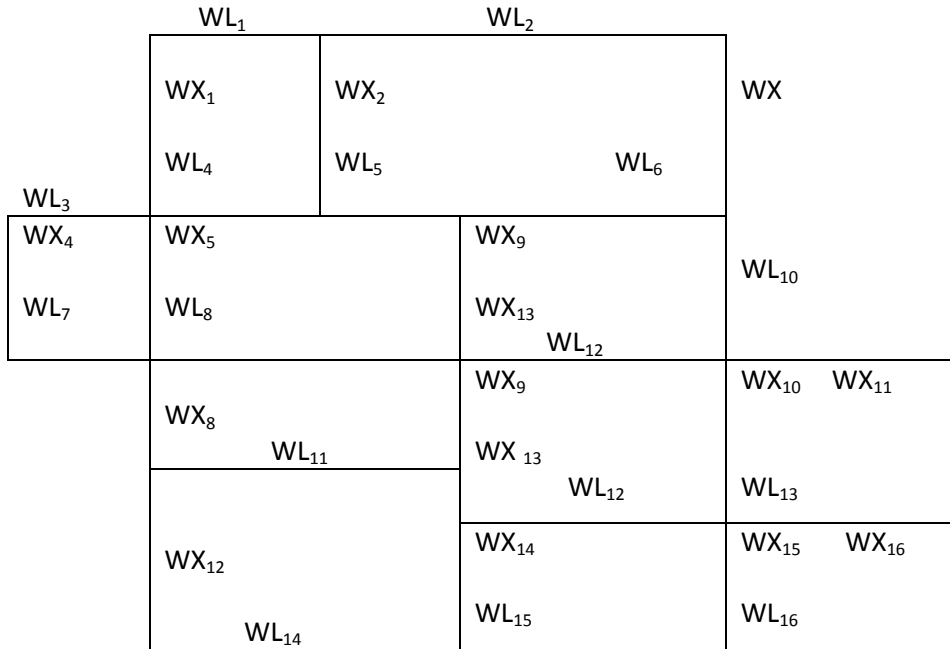 WL₁ WL₂
WX₁ WX₂ WX
WL₄ WL₅ WL₆
WL₃
WX₄ WX₅ WX₉
WL₁₀
WL₇ WL₈ WX₁₃
WL₁₂
WX₉ WX₁₀ WX₁₁
WX₈
WL₁₁ WX ₁₃
WL₁₂ WL₁₃
WX₁₄ WX₁₅ WX₁₆
WX₁₂
WL₁₅ WL₁₆
WL₁₄